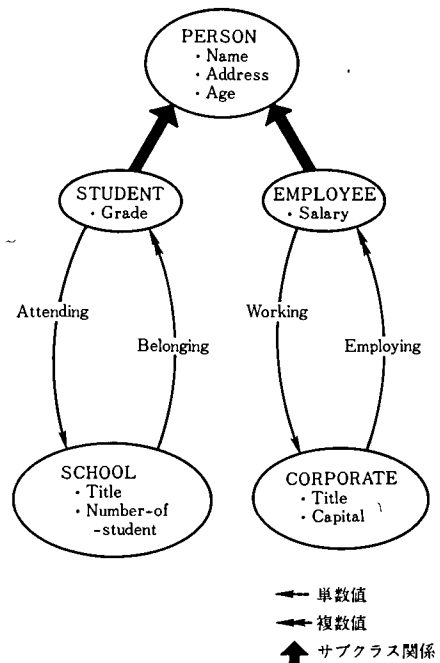 PERSON
・Name
・Address
・Age
STUDENT
・Grade
EMPLOYEE
・Salary
Attending
Belonging
Working
Employing
SCHOOL
・Title
・Number-of
-student
CORPORATE
・Title
・Capital
単数値
複数値
サブクラス関係